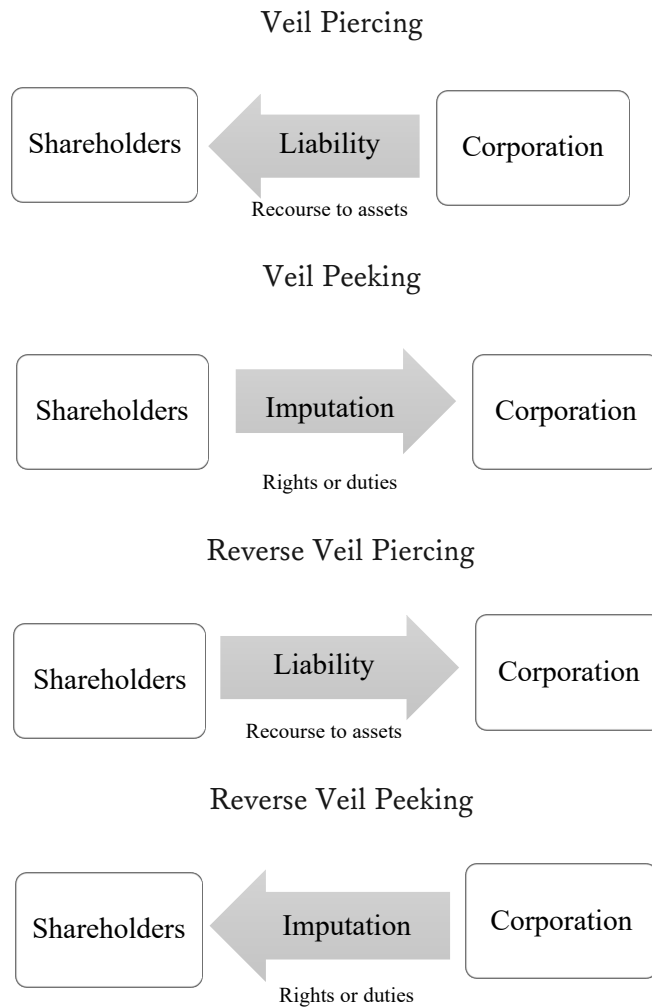 Veil Piercing
Shareholders
Liability
Corporation
Recourse to assets
Veil Peeking
Shareholders
Imputation
Corporation
Rights or duties
Reverse Veil Piercing
Shareholders
Liability
Corporation
Recourse to assets
Reverse Veil Peeking
Shareholders
Imputation
Corporation
Rights or duties